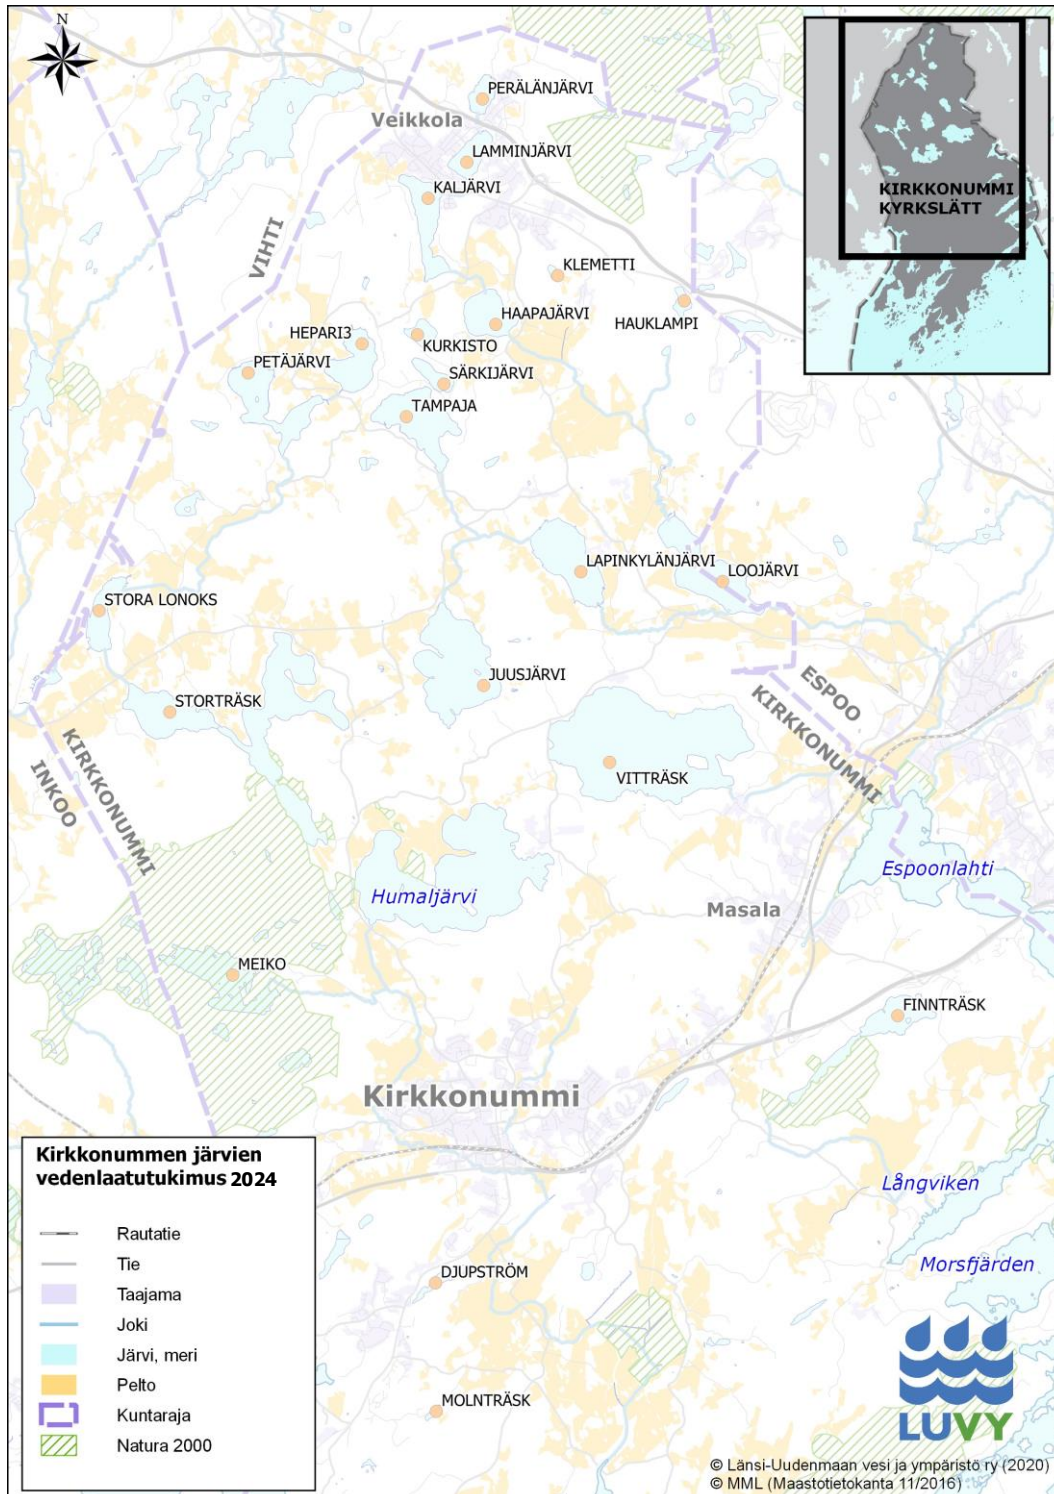 N
PERÄLÄNJÄRVI
Veikkola
LAMMINJÄRVI
KALJÄRVI
KIRKKONUMMI
KYRKSLÄTT
VIHTI
KLEMETTI
HAAPAJÄRVI
HAUKLAMPI
HEPARI3
KURKISTO
PETÄJÄRVI
SÄRKIJÄRVI
TAMPAJA
LAPINKYLÄNJÄRVI
LOOJÄRVI
STORA LONOKS
JUUSJÄRVI
ESPOO
KIRKKONUMMI
STORTRÄSK
KIRKKONUMMI
INKOO
VITTRÄSK
Espoonlahti
Humaljärvi
Masala
MEIKO
FINNTRÄSK
Kirkkonummi
Kirkkonummen järvien
vedenlaatututkimus 2024
Rautatie
Tie
Taajama
Joki
Järvi, meri
Pelto
Kuntaraja
Natura 2000
Långviken
Morsfjärden
DJUPSTRÖM
MOLNTRÄSK
LUVY
© Länsi-Uudenmaan vesi ja ympäristö ry (2020)
© MML (Maastotietokanta 11/2016)